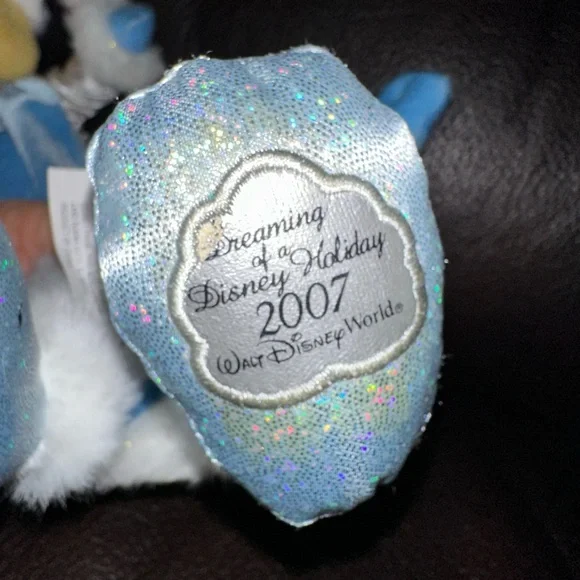 Dreaming
of a
Disney Holiday
2007
Walt Disney World®